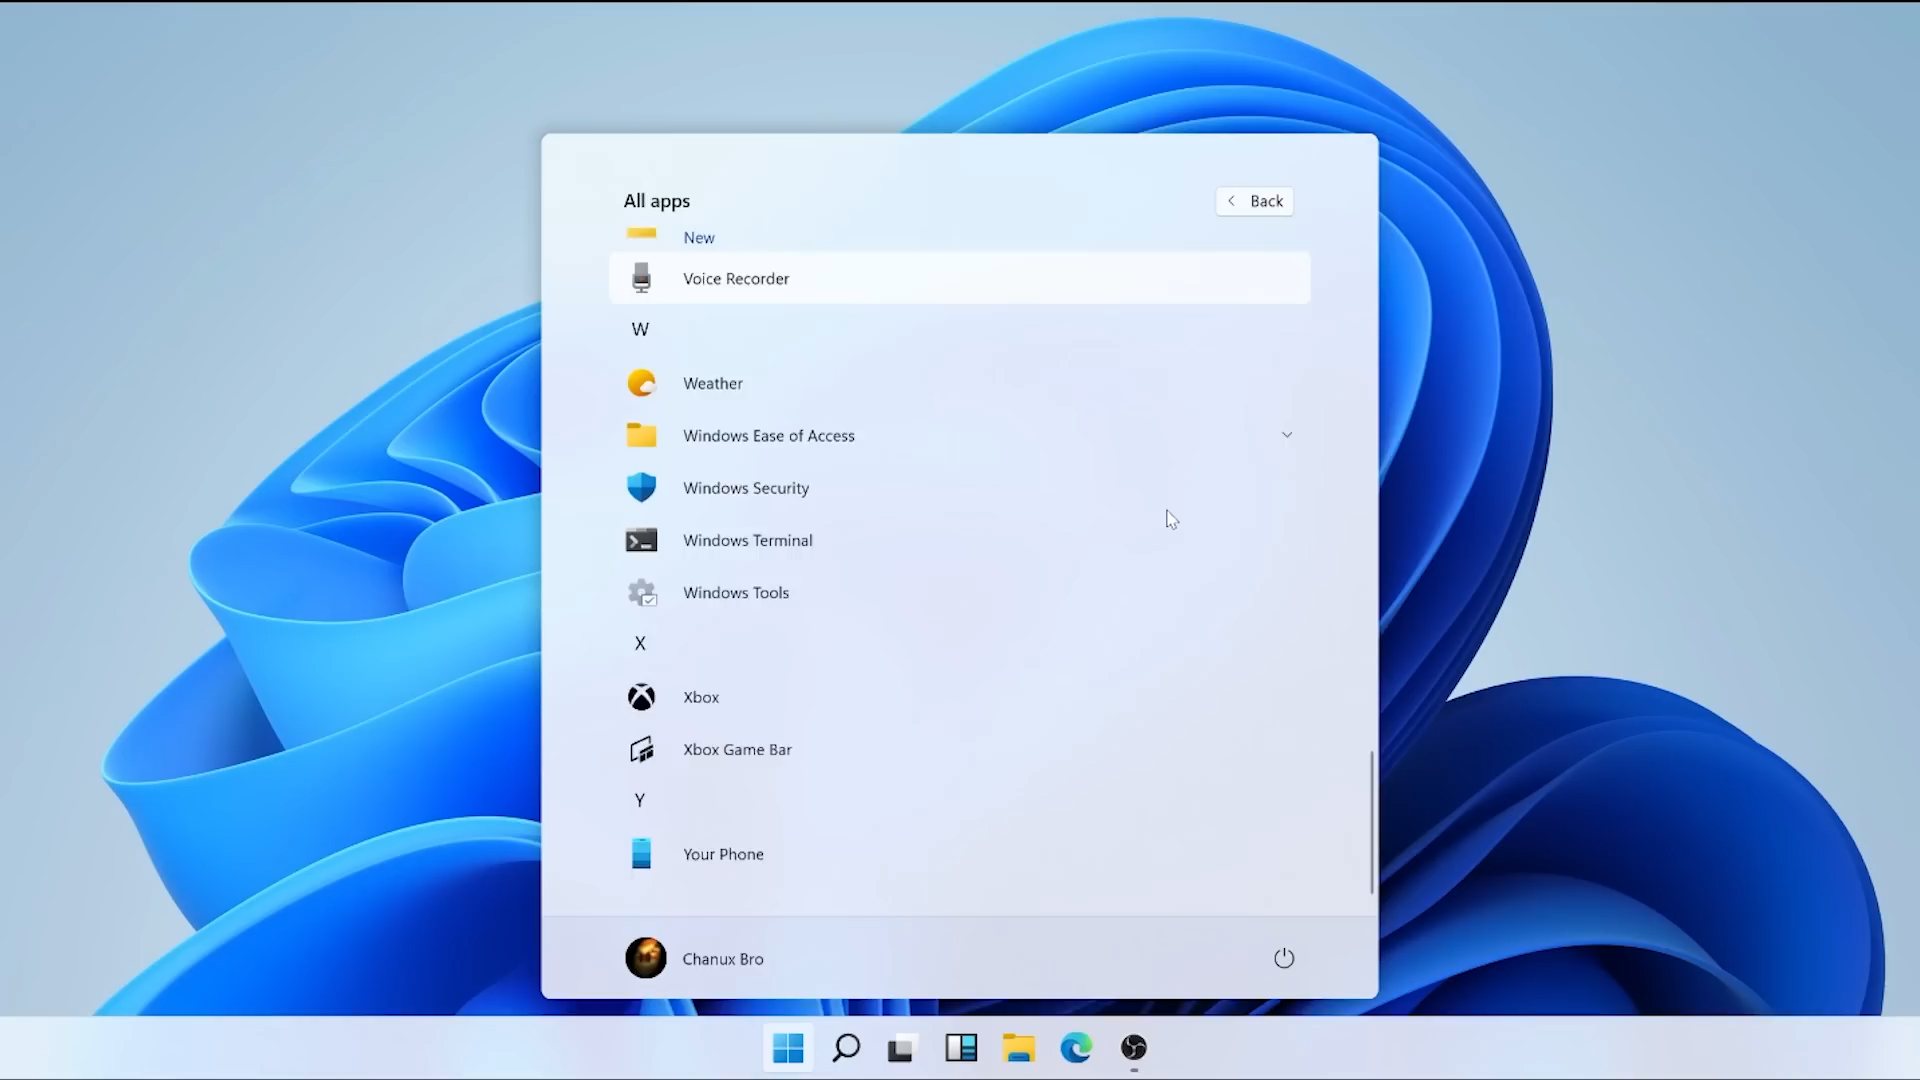 All apps
Back
New
Voice Recorder
W
Weather
Windows Ease of Access
Windows Security
Windows Terminal
Windows Tools
X
Xbox
Xbox Game Bar
Y
Your Phone
Chanux Bro